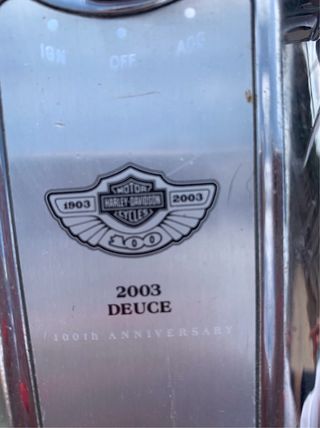 IGN OFF ACC
MOTOR
1903 HARLEY-DAVIDSON 2003
CYCLES
100
2003
DEUCE
100th ANNIVERSARY